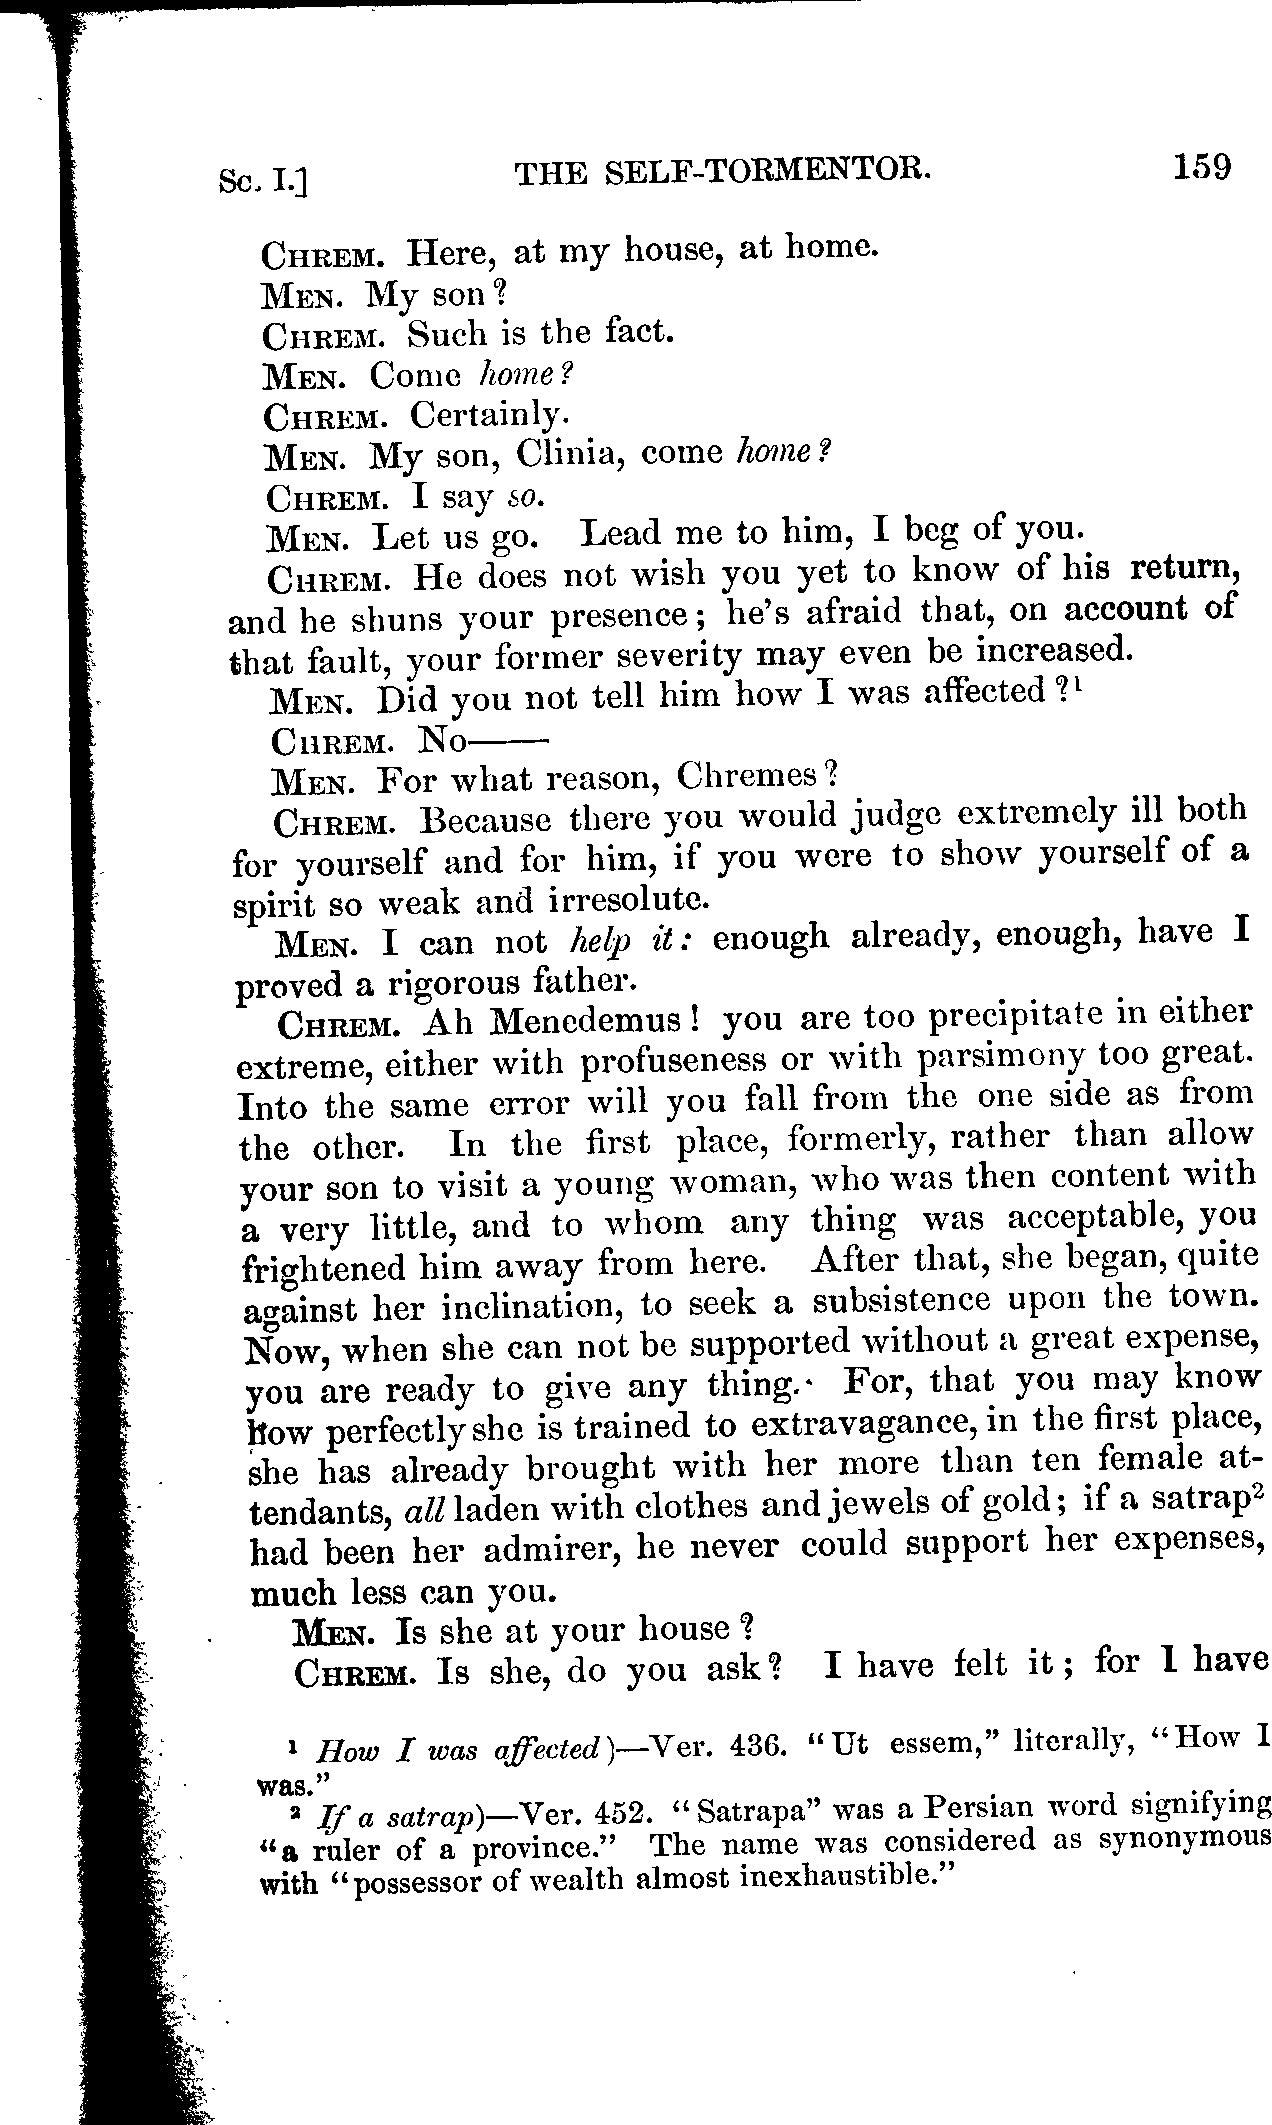 Sc. I.] THE SELF-TORMENTOR. 159
CHREM. Here, at my house, at home.
MEN. My son?
CHREM. Such is the fact.
MEN. Come home?
CHREM. Certainly.
MEN. My son, Clinia, come home?
CHREM. I say so.
MEN. Let us go. Lead me to him, I beg of you.
CHREM. He does not wish you yet to know of his return,
and he shuns your presence; he's afraid that, on account of
that fault, your former severity may even be increased.
MEN. Did you not tell him how I was affected?¹
CHREM. No——
MEN. For what reason, Chremes?
CHREM. Because there you would judge extremely ill both
for yourself and for him, if you were to show yourself of a
spirit so weak and irresolute.
MEN. I can not help it: enough already, enough, have I
proved a rigorous father.
CHREM. Ah Menedemus! you are too precipitate in either
extreme, either with profuseness or with parsimony too great.
Into the same error will you fall from the one side as from
the other. In the first place, formerly, rather than allow
your son to visit a young woman, who was then content with
a very little, and to whom any thing was acceptable, you
frightened him away from here. After that, she began, quite
against her inclination, to seek a subsistence upon the town.
Now, when she can not be supported without a great expense,
you are ready to give any thing. For, that you may know
how perfectly she is trained to extravagance, in the first place,
she has already brought with her more than ten female at-
tendants, all laden with clothes and jewels of gold; if a satrap²
had been her admirer, he never could support her expenses,
much less can you.
MEN. Is she at your house?
CHREM. Is she, do you ask? I have felt it; for I have
¹ How I was affected)—Ver. 436. "Ut essem," literally, "How I
was."
² If a satrap)—Ver. 452. "Satrapa" was a Persian word signifying
"a ruler of a province." The name was considered as synonymous
with "possessor of wealth almost inexhaustible."